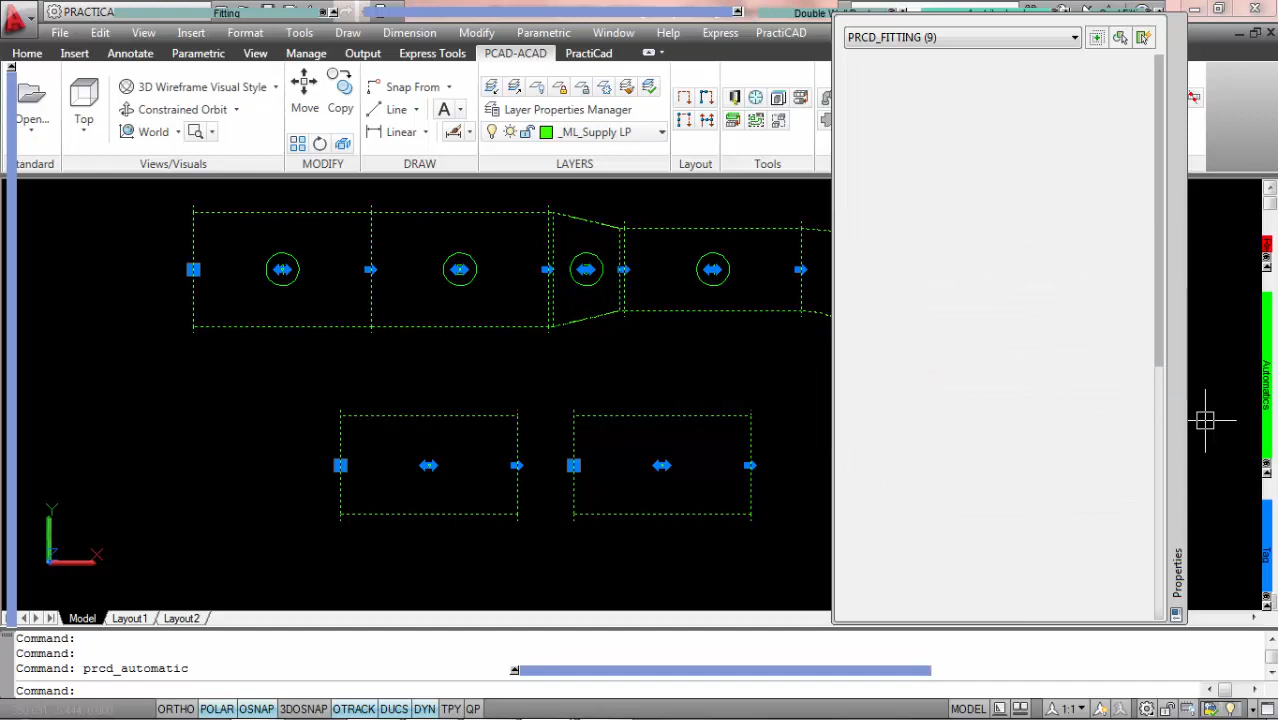 PRACTICA
Fitting
Double Wall
File Edit View Insert Format Tools Draw Dimension Modify Parametric Window Express PractiCAD
Home Insert Annotate Parametric View Manage Output PCAD-ACAD PractiCad
Open...
Top
3D Wireframe Visual Style
Constrained Orbit
World
Move
Copy
Snap From
Line
A
Linear
Layer Properties Manager
_ML_Supply LP
tandard Views/Visuals MODIFY DRAW LAYERS Layout Tools
PRCD_FITTING (9)
Automatics
Tag
Properties
Y
X
Model Layout1 Layout2
Command:
Command:
Command: prcd_automatic
Command:
ORTHO POLAR OSNAP 3DOSNAP OTRACK DUCS DYN TPY QP
MODEL
1:1